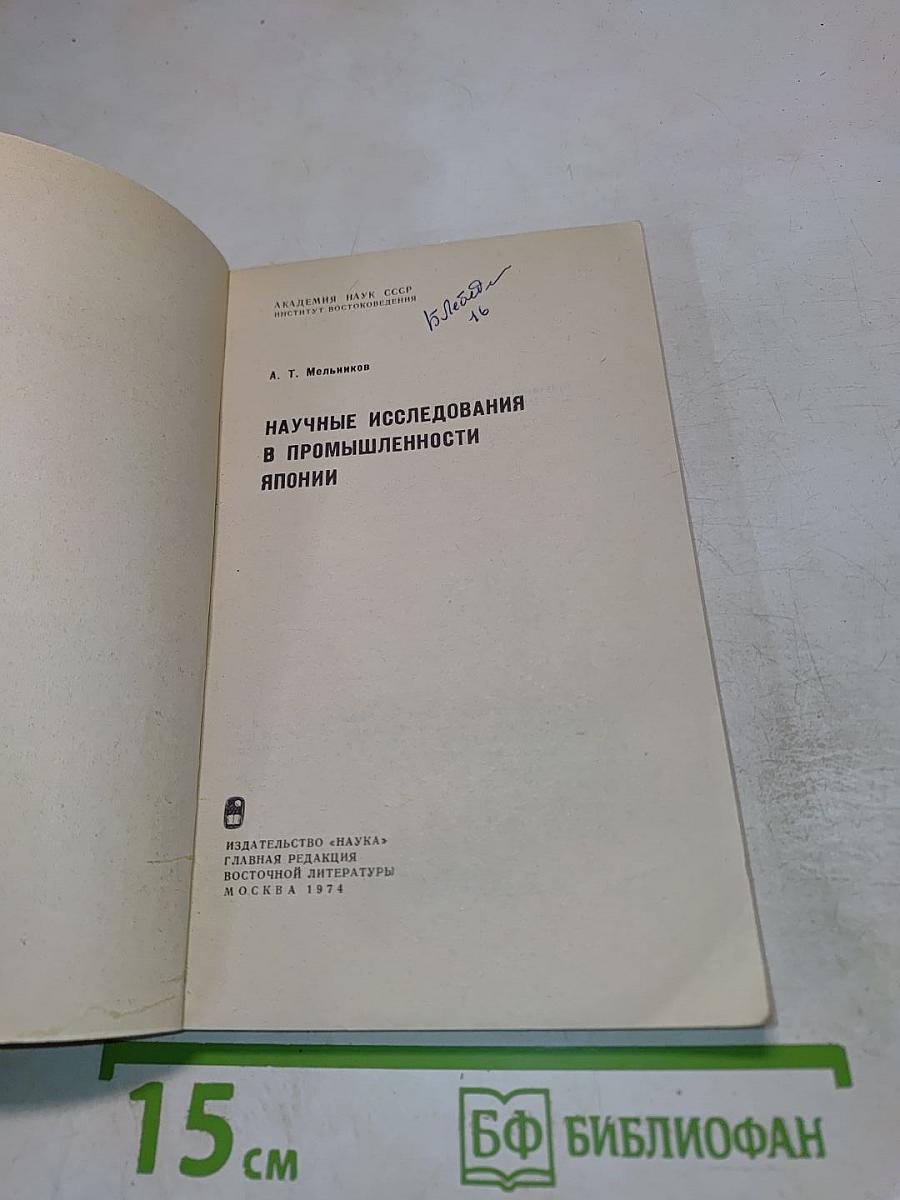 АКАДЕМИЯ НАУК СССР
ИНСТИТУТ ВОСТОКОВЕДЕНИЯ
16
А. Т. Мельников
НАУЧНЫЕ ИССЛЕДОВАНИЯ
В ПРОМЫШЛЕННОСТИ
ЯПОНИИ
ИЗДАТЕЛЬСТВО «НАУКА»
ГЛАВНАЯ РЕДАКЦИЯ
ВОСТОЧНОЙ ЛИТЕРАТУРЫ
МОСКВА 1974
15 см
БФ БИБЛИОФАН